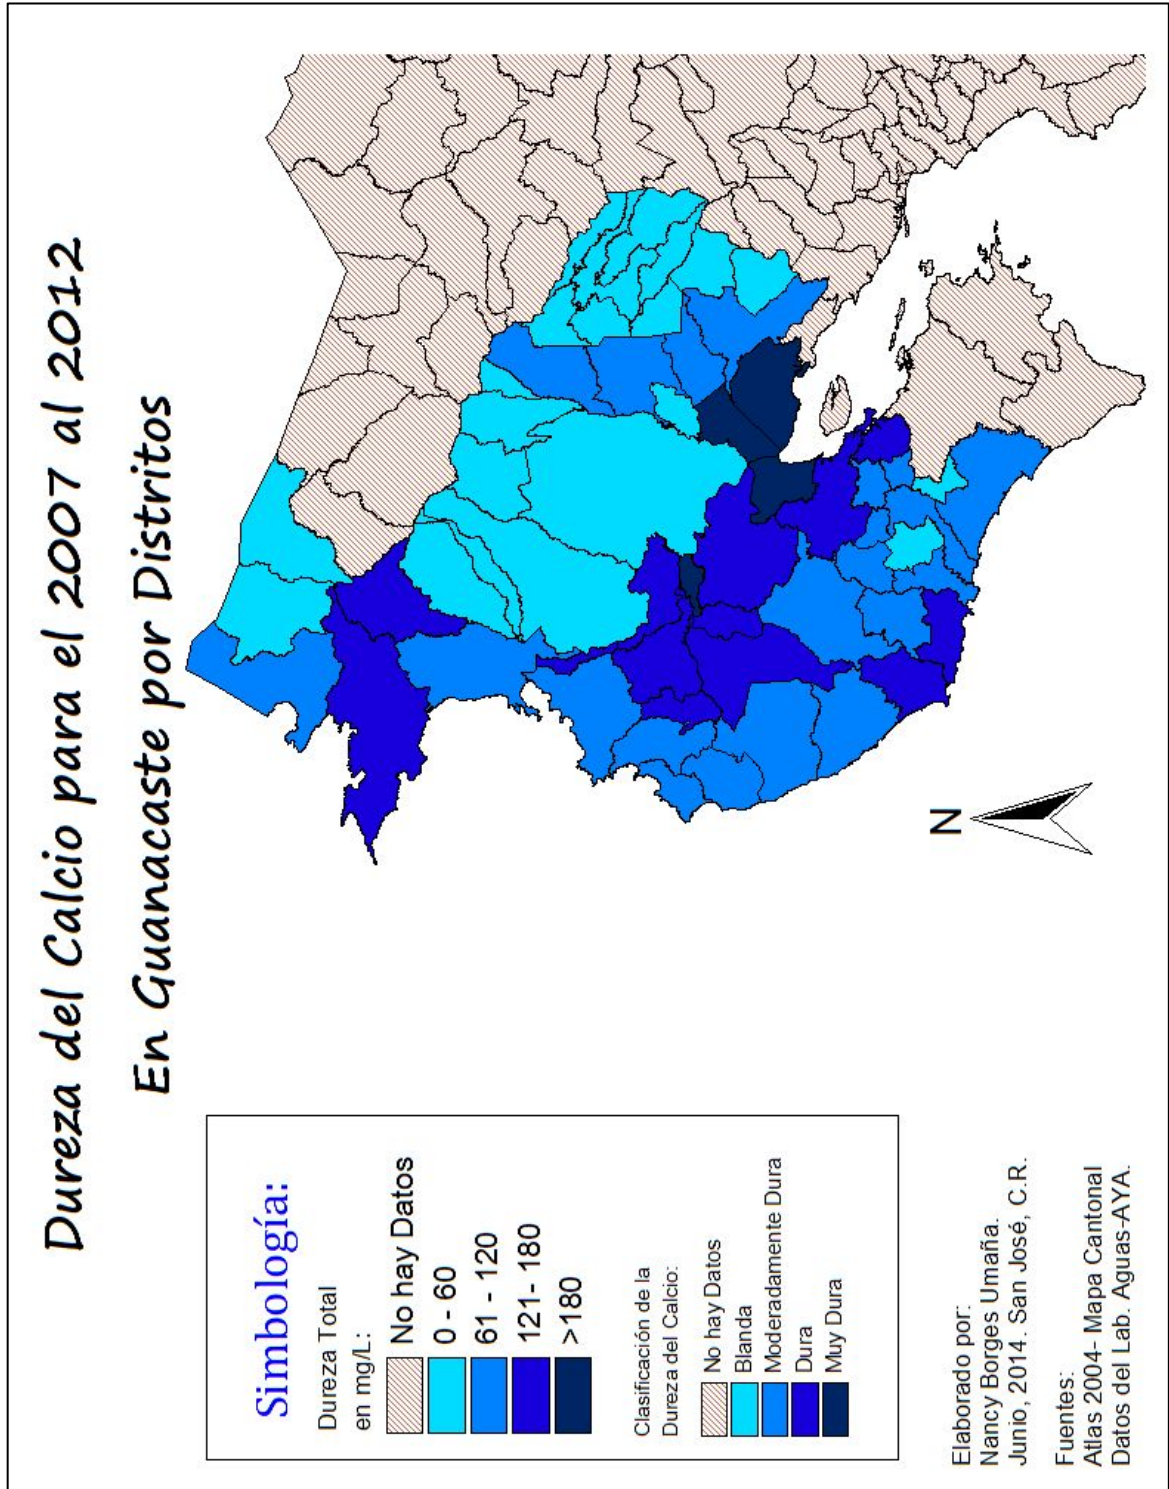 Dureza del Calcio para el 2007 al 2012
En Guanacaste por Distritos
Simbología:
Dureza Total
en mg/L:
No hay Datos
0 - 60
61 - 120
121- 180
>180
Clasificación de la
Dureza del Calcio:
No hay Datos
Blanda
Moderadamente Dura
Dura
Muy Dura
N
Elaborado por:
Nancy Borges Umaña.
Junio, 2014. San José, C.R.
Fuentes:
Atlas 2004- Mapa Cantonal
Datos del Lab. Aguas-AYA.